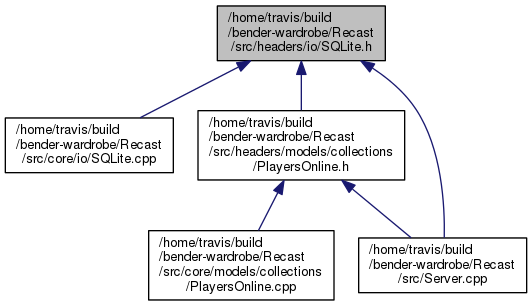 /home/travis/build
/bender-wardrobe/Recast
/src/headers/io/SQLite.h
/home/travis/build
/bender-wardrobe/Recast
/src/core/io/SQLite.cpp
/home/travis/build
/bender-wardrobe/Recast
/src/headers/models/collections
/PlayersOnline.h
/home/travis/build
/bender-wardrobe/Recast
/src/core/models/collections
/PlayersOnline.cpp
/home/travis/build
/bender-wardrobe/Recast
/src/Server.cpp